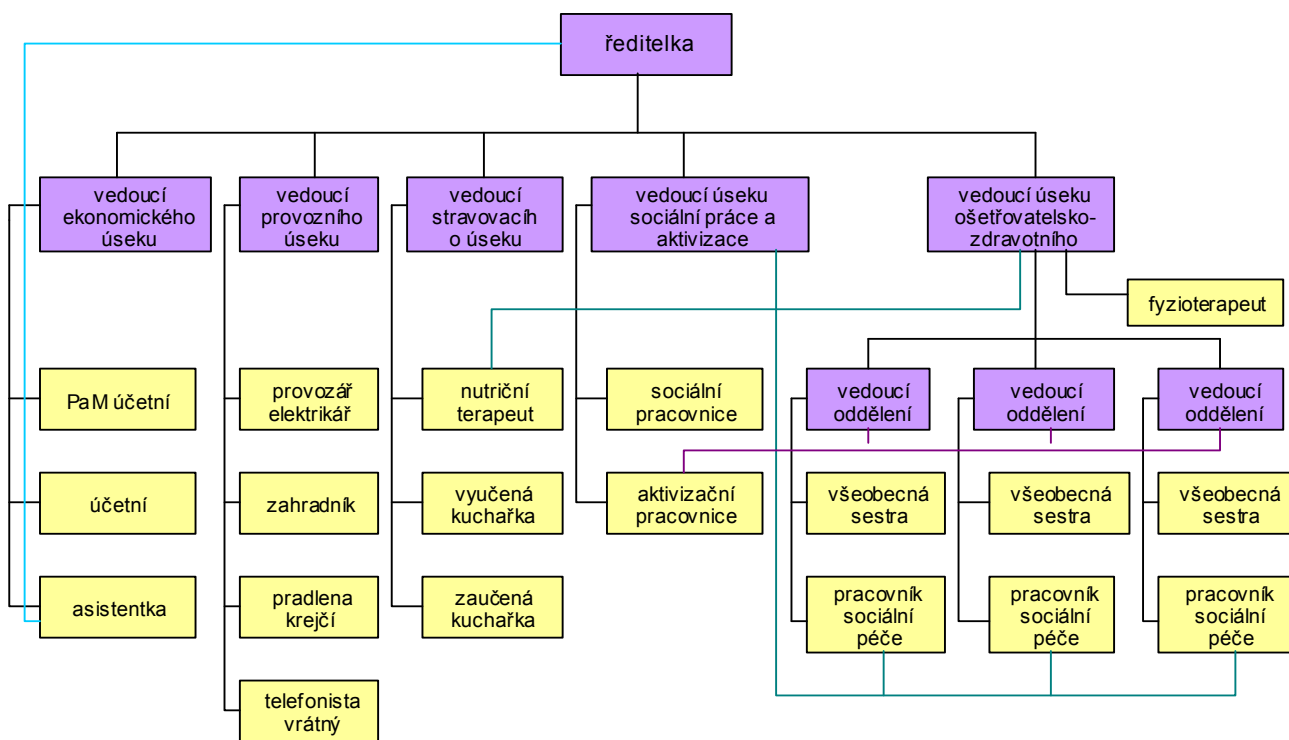 ředitelka
vedoucí
ekonomického
úseku
vedoucí
provozního
úseku
vedoucí
stravovacíh
o úseku
vedoucí úseku
sociální práce a
aktivizace
vedoucí úseku
ošetřovatelsko-
zdravotního
fyzioterapeut
PaM účetní
provozář
elektrikář
nutriční
terapeut
sociální
pracovnice
vedoucí
oddělení
vedoucí
oddělení
vedoucí
oddělení
účetní
zahradník
vyučená
kuchařka
aktivizační
pracovnice
všeobecná
sestra
všeobecná
sestra
všeobecná
sestra
asistentka
pradlena
krejčí
zaučená
kuchařka
pracovník
sociální
péče
pracovník
sociální
péče
pracovník
sociální
péče
telefonista
vrátný